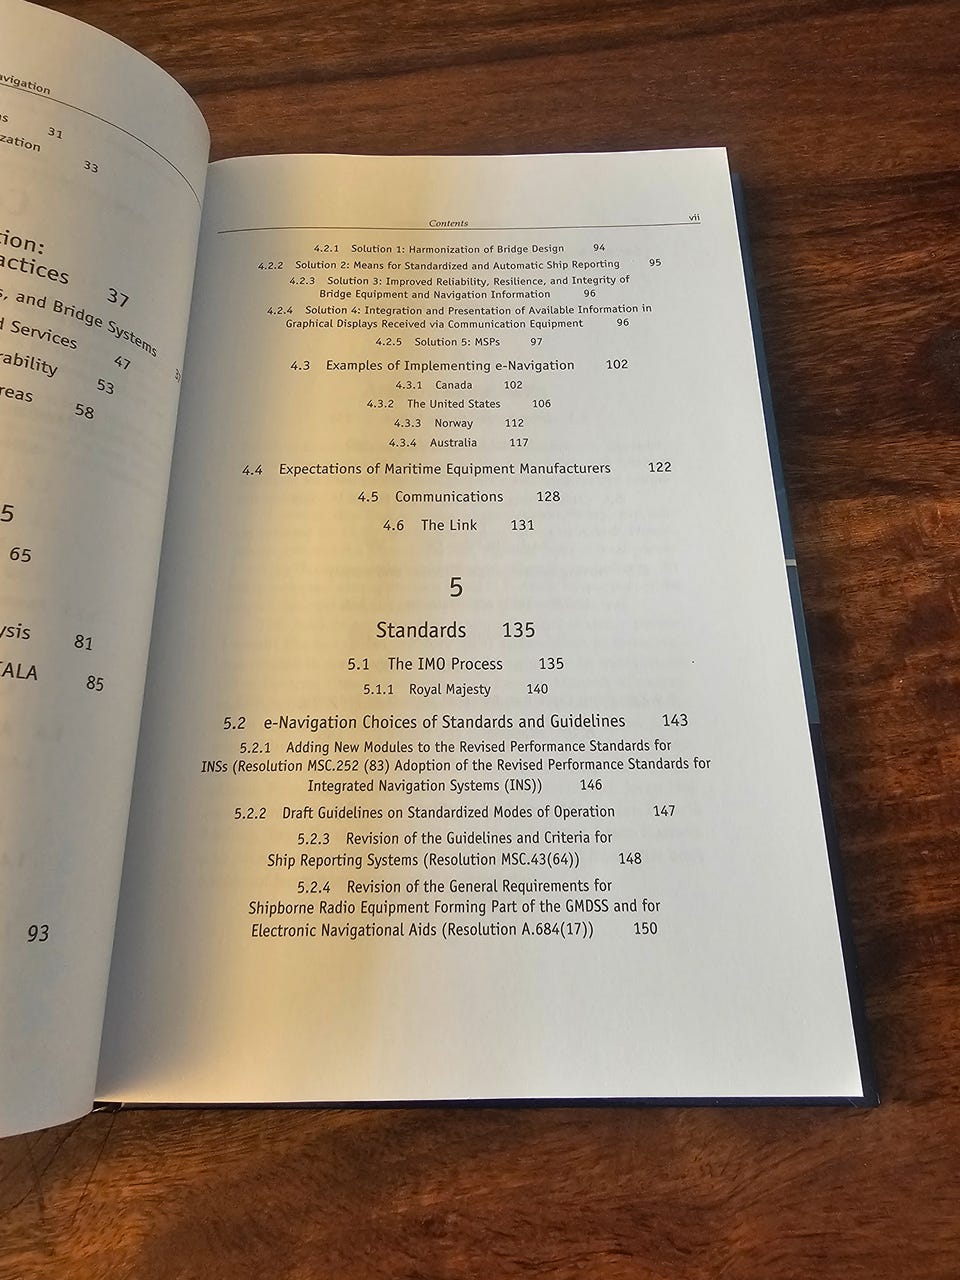 31
33
37
and Bridge Systems
Services
47
53
58
5
65
81
85
93
Contents vii
4.2.1 Solution 1: Harmonization of Bridge Design 94
4.2.2 Solution 2: Means for Standardized and Automatic Ship Reporting 95
4.2.3 Solution 3: Improved Reliability, Resilience, and Integrity of
Bridge Equipment and Navigation Information 96
4.2.4 Solution 4: Integration and Presentation of Available Information in
Graphical Displays Received via Communication Equipment 96
4.2.5 Solution 5: MSPs 97
4.3 Examples of Implementing e-Navigation 102
4.3.1 Canada 102
4.3.2 The United States 106
4.3.3 Norway 112
4.3.4 Australia 117
4.4 Expectations of Maritime Equipment Manufacturers 122
4.5 Communications 128
4.6 The Link 131
5
Standards 135
5.1 The IMO Process 135
5.1.1 Royal Majesty 140
5.2 e-Navigation Choices of Standards and Guidelines 143
5.2.1 Adding New Modules to the Revised Performance Standards for
INSs (Resolution MSC.252 (83) Adoption of the Revised Performance Standards for
Integrated Navigation Systems (INS)) 146
5.2.2 Draft Guidelines on Standardized Modes of Operation 147
5.2.3 Revision of the Guidelines and Criteria for
Ship Reporting Systems (Resolution MSC.43(64)) 148
5.2.4 Revision of the General Requirements for
Shipborne Radio Equipment Forming Part of the GMDSS and for
Electronic Navigational Aids (Resolution A.684(17)) 150